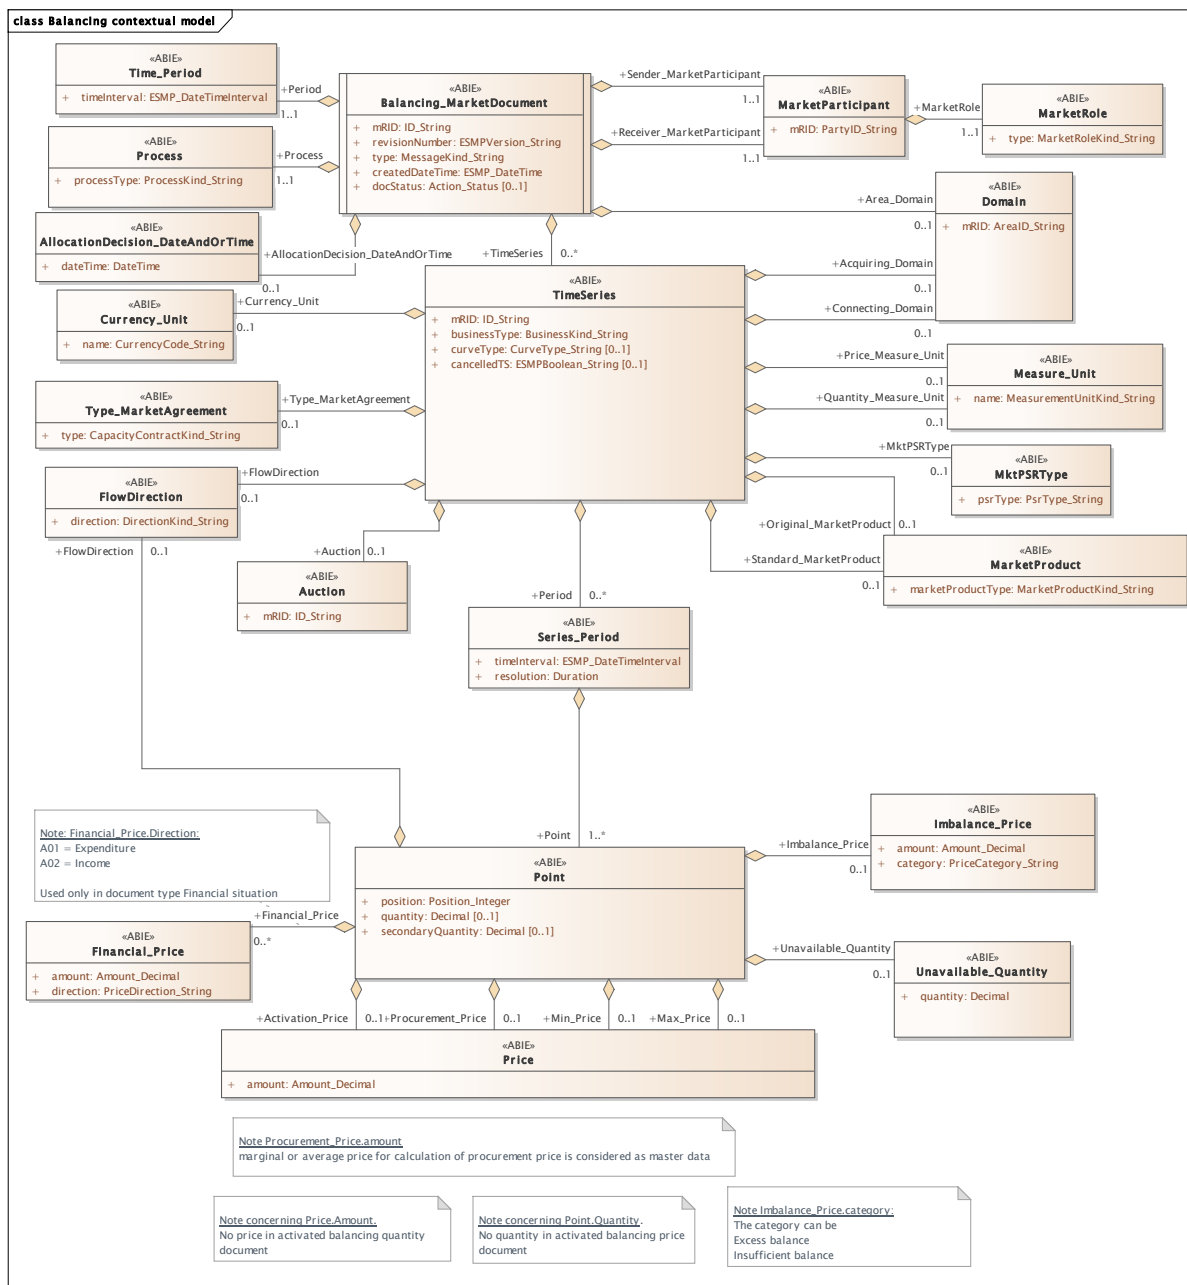 class Balancing contextual model
«ABIE»
Time_Period
+ timeInterval: ESMP_DateTimeInterval
+Period
1..1
«ABIE»
Balancing_MarketDocument
+ mRID: ID_String
+ revisionNumber: ESMPVersion_String
+ type: MessageKind_String
+ createdDateTime: ESMP_DateTime
+ docStatus: Action_Status [0..1]
+Sender_MarketParticipant
1..1
+Receiver_MarketParticipant
1..1
«ABIE»
MarketParticipant
+ mRID: PartyID_String
+MarketRole
1..1
«ABIE»
MarketRole
+ type: MarketRoleKind_String
«ABIE»
Process
+ processType: ProcessKind_String
+Process
1..1
«ABIE»
AllocationDecision_DateAndOrTime
+ dateTime: DateTime
+AllocationDecision_DateAndOrTime
0..1
+TimeSeries
0..*
+Area_Domain
0..1
«ABIE»
Domain
+ mRID: AreaID_String
+Acquiring_Domain
0..1
+Connecting_Domain
0..1
«ABIE»
TimeSeries
+ mRID: ID_String
+ businessType: BusinessKind_String
+ curveType: CurveType_String [0..1]
+ cancelledTS: ESMPBoolean_String [0..1]
«ABIE»
Currency_Unit
+ name: CurrencyCode_String
+Currency_Unit
0..1
+Price_Measure_Unit
0..1
+Quantity_Measure_Unit
0..1
«ABIE»
Measure_Unit
+ name: MeasurementUnitKind_String
«ABIE»
Type_MarketAgreement
+ type: CapacityContractKind_String
+Type_MarketAgreement
0..1
+MktPSRType
0..1
«ABIE»
MktPSRType
+ psrType: PsrType_String
«ABIE»
FlowDirection
+ direction: DirectionKind_String
+FlowDirection
0..1
+FlowDirection
0..1
+Original_MarketProduct
0..1
+Standard_MarketProduct
0..1
«ABIE»
MarketProduct
+ marketProductType: MarketProductKind_String
+Auction
0..1
«ABIE»
Auction
+ mRID: ID_String
+Period
0..*
«ABIE»
Series_Period
+ timeInterval: ESMP_DateTimeInterval
+ resolution: Duration
+Point
1..*
Note: Financial_Price.Direction:
A01 = Expenditure
A02 = Income
Used only in document type Financial situation
«ABIE»
Point
+ position: Position_Integer
+ quantity: Decimal [0..1]
+ secondaryQuantity: Decimal [0..1]
+Imbalance_Price
0..1
«ABIE»
Imbalance_Price
+ amount: Amount_Decimal
+ category: PriceCategory_String
+Financial_Price
0..*
«ABIE»
Financial_Price
+ amount: Amount_Decimal
+ direction: PriceDirection_String
+Unavailable_Quantity
0..1
«ABIE»
Unavailable_Quantity
+ quantity: Decimal
+Activation_Price
0..1
+Procurement_Price
0..1
+Min_Price
0..1
+Max_Price
0..1
«ABIE»
Price
+ amount: Amount_Decimal
Note Procurement_Price.amount
marginal or average price for calculation of procurement price is considered as master data
Note concerning Price.Amount.
No price in activated balancing quantity
document
Note concerning Point.Quantity.
No quantity in activated balancing price
document
Note Imbalance_Price.category:
The category can be
Excess balance
Insufficient balance